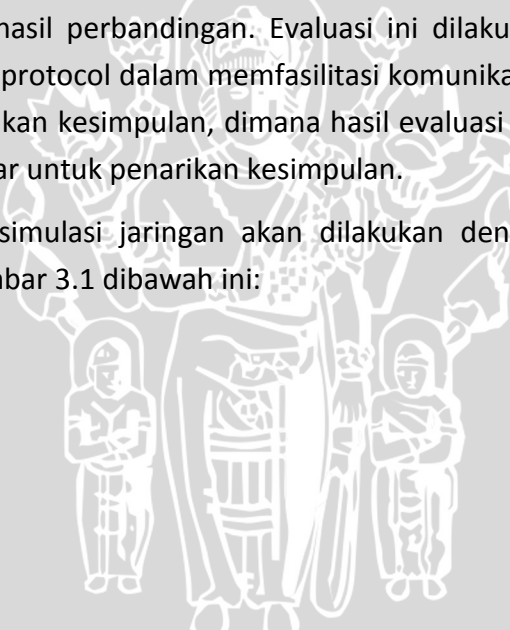 hasil perbandingan. Evaluasi ini dilaku
protocol dalam memfasilitasi komunika
kan kesimpulan, dimana hasil evaluasi
ar untuk penarikan kesimpulan.
simulasi jaringan akan dilakukan den
bar 3.1 dibawah ini: